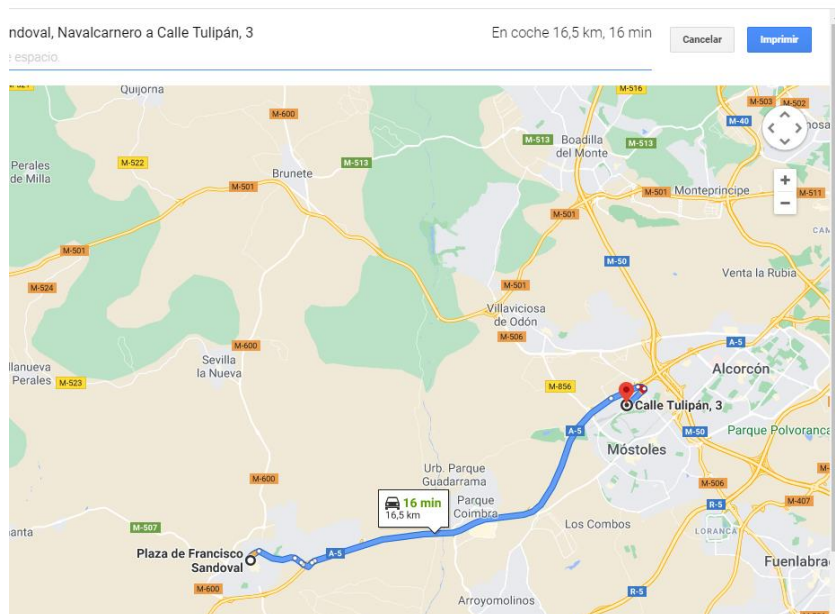 ndoval, Navalcarnero a Calle Tulipán, 3
En coche 16,5 km, 16 min
Cancelar
Imprimir
e espacio.
Quijorna
M-600
M-516
M-503
M-502
M-40
M-513
Boadilla
del Monte
M-513
Perales
de Milla
M-522
M-513
Brunete
M-501
M-501
Monteprincipe
M-511
M-501
M-501
M-50
Venta la Rubia
M-524
M-501
Villaviciosa
de Odón
M-506
M-600
A-5
Sevilla
la Nueva
llanueva
Perales
M-523
Alcorcón
M-856
Calle Tulipán, 3
A-5
M-50
Parque Polvoranca
Móstoles
Urb. Parque
Guadarrama
M-600
M-506
M-407
16 min
16,5 km
Parque
Coimbra
R-5
M-507
Los Combos
LORANCA
Plaza de Francisco
Sandoval
A-5
Fuenlabra
M-600
R-5
Arroyomolinos